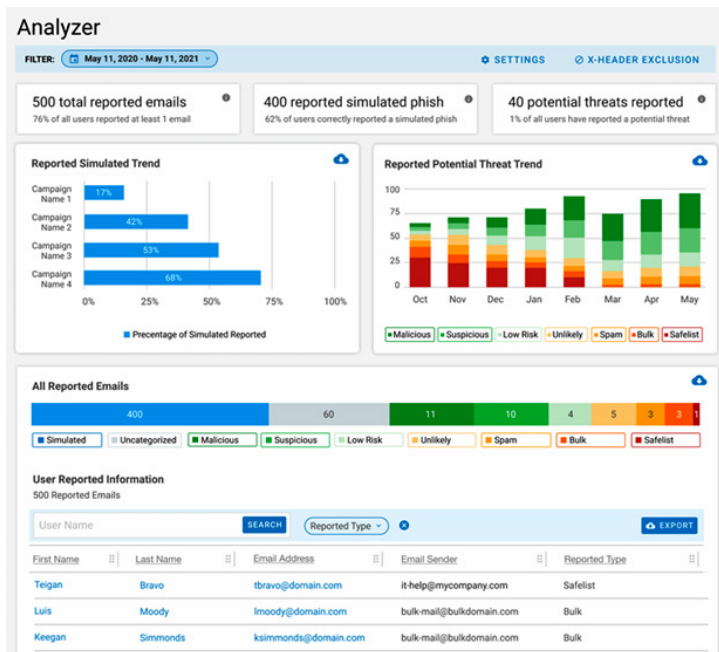 Analyzer
FILTER: May 11, 2020 - May 11, 2021
SETTINGS
X-HEADER EXCLUSION
500 total reported emails
76% of all users reported at least 1 email
400 reported simulated phish
62% of users correctly reported a simulated phish
40 potential threats reported
1% of all users have reported a potential threat
Reported Simulated Trend
Campaign
Name 1
17%
Campaign
Name 2
42%
Campaign
Name 3
53%
Campaign
Name 4
68%
0% 25% 50% 75% 100%
Precentage of Simulated Reported
Reported Potential Threat Trend
100
75
50
25
0
Oct Nov Dec Jan Feb Mar Apr May
Malicious Suspicious Low Risk Unlikely Spam Bulk Safelist
All Reported Emails
400 60 11 10 4 5 3 3 1
Simulated Uncategorized Malicious Suspicious Low Risk Unlikely Spam Bulk Safelist
User Reported Information
500 Reported Emails
User Name SEARCH Reported Type EXPORT
First Name Last Name Email Address Email Sender Reported Type
Teigan Bravo tbravo@domain.com it-help@mycompany.com Safelist
Luis Moody lmoody@domain.com bulk-mail@bulkdomain.com Bulk
Keegan Simmonds ksimmonds@domain.com bulk-mail@bulkdomain.com Bulk